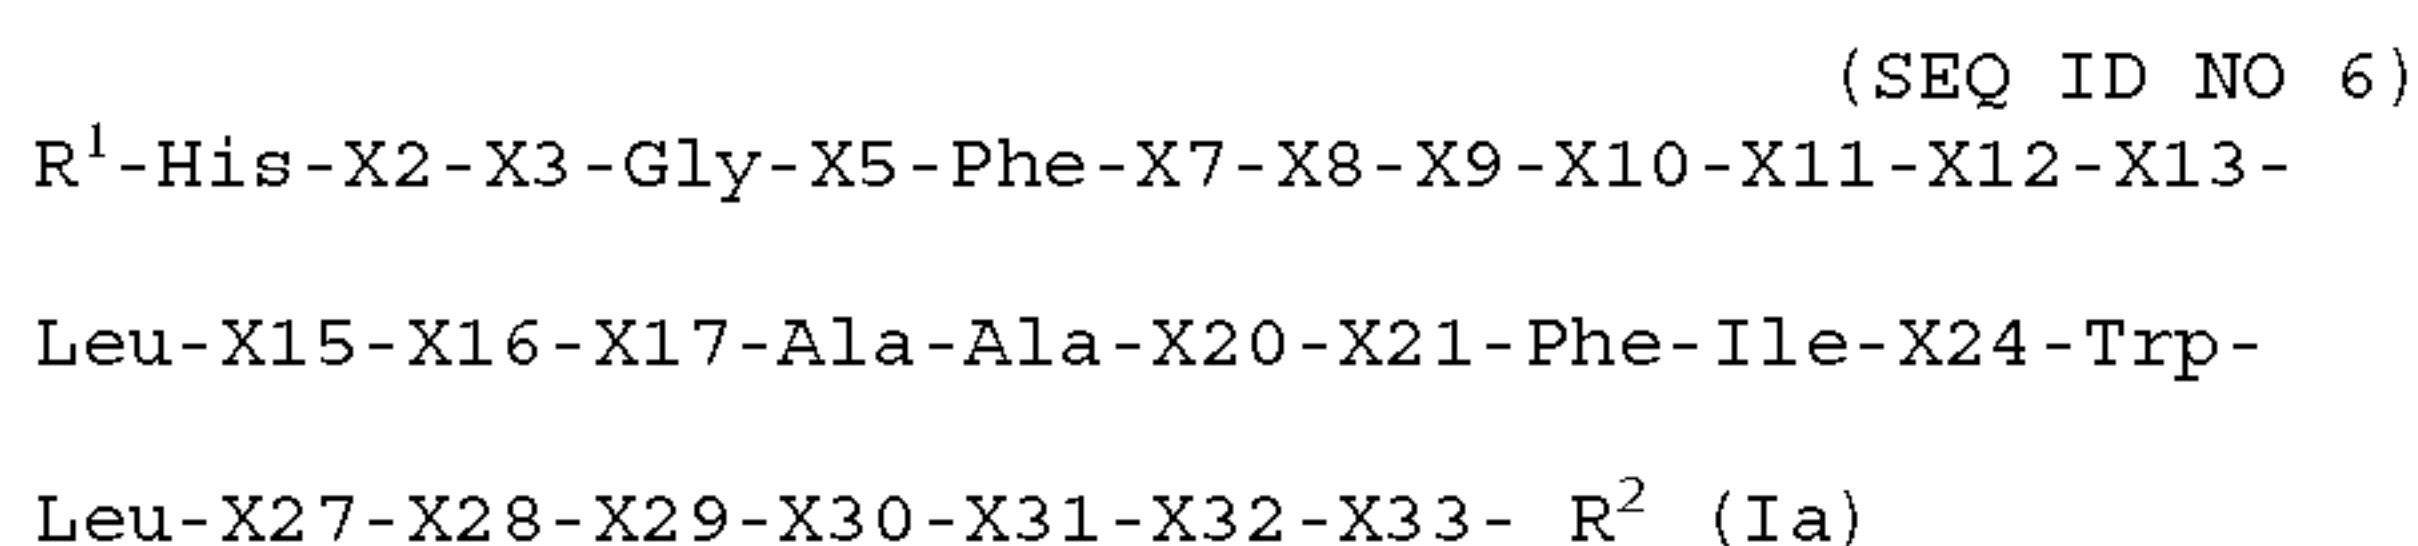 (SEQ ID NO 6)
R¹-His-X2-X3-Gly-X5-Phe-X7-X8-X9-X10-X11-X12-X13-
Leu-X15-X16-X17-Ala-Ala-X20-X21-Phe-Ile-X24-Trp-
Leu-X27-X28-X29-X30-X31-X32-X33- R² (Ia)